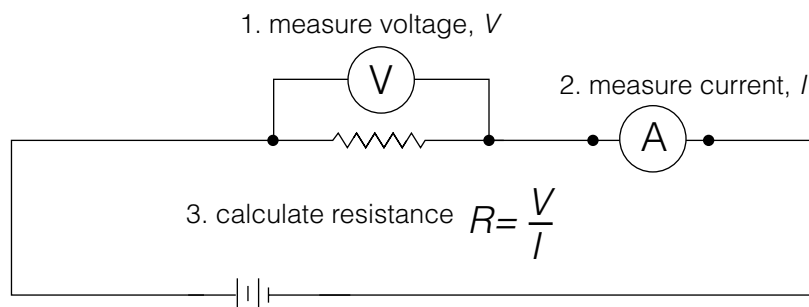 1. measure voltage, V
V
2. measure current, I
A
3. calculate resistance R= V/I